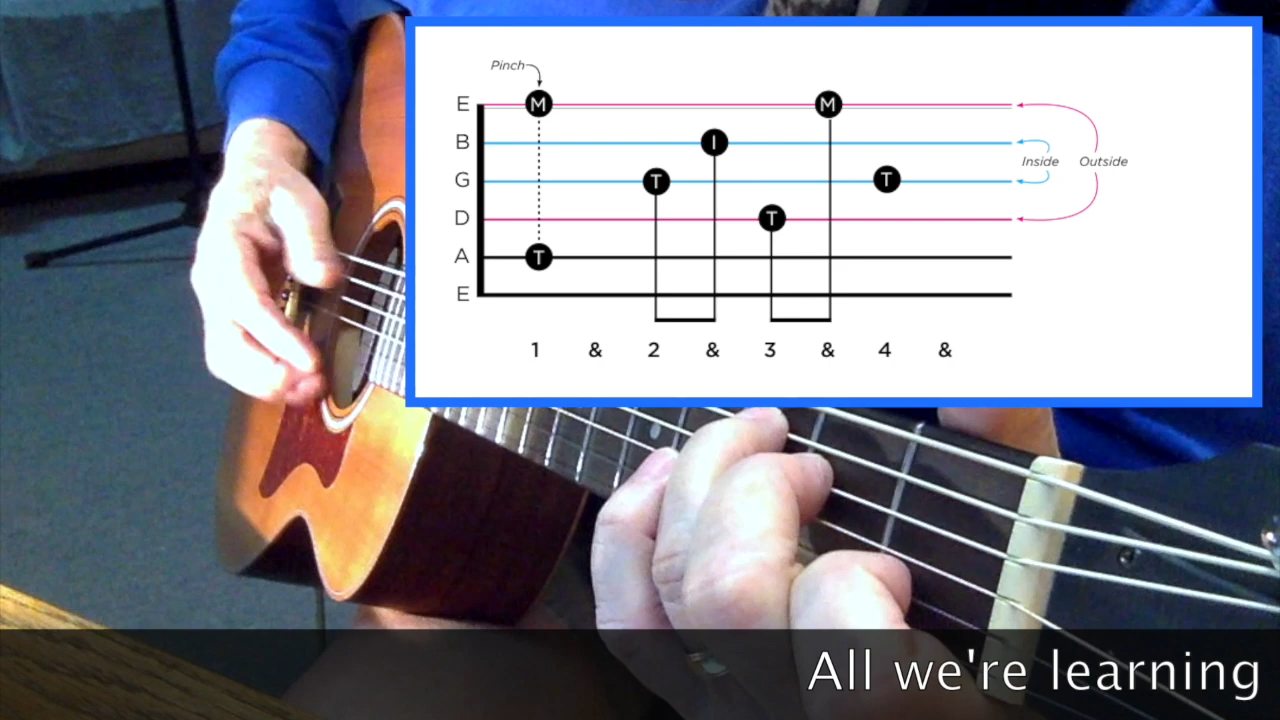 Pinch
E M M
B I
Inside Outside
G T T
D T
A T
E
1 & 2 & 3 & 4 &
All we're learning